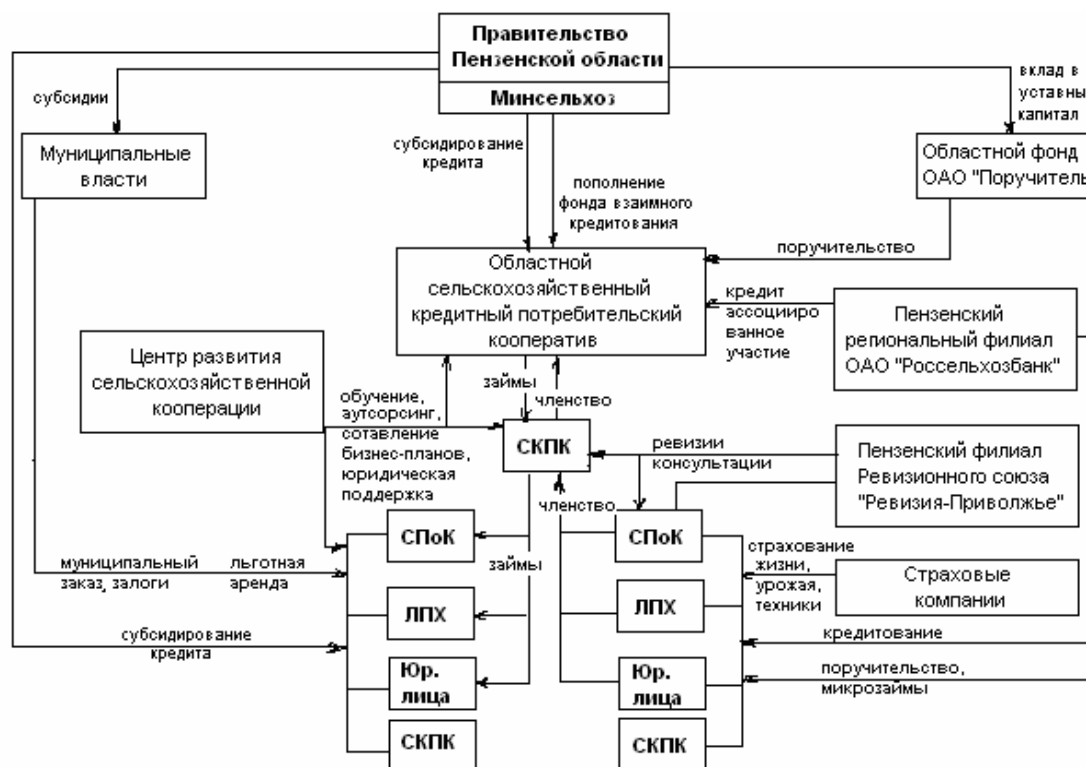 Правительство
Пензенской области
Минсельхоз
субсидии
вклад в
уставны
капитал
Муниципальные
власти
субсидирование
кредита
Областной фонд
ОАО "Поручитель
пополнение
фонда взаимного
кредитования
поручительство
Областной
сельскохозяйственный
кредитный потребительский
кооператив
кредит
ассоцииро
ванное
участие
Пензенский
региональный филиал
ОАО "Россельхозбанк"
Центр развития
сельскохозяйственной
кооперации
займы
членство
обучение,
аутсорсинг,
сотавление
бизнес-планов,
юридическая
поддержка
СКПК
ревизии
консультации
Пензенский филиал
Ревизионного союза
"Ревизия-Приволжье"
членство
СПоК
СПоК
займы
муниципальный
заказ, залоги
льготная
аренда
страхование
жизни,
урожая,
техники
Страховые
компании
ЛПХ
ЛПХ
субсидирование
кредита
кредитование
Юр.
лица
Юр.
лица
поручительство,
микрозаймы
СКПК
СКПК